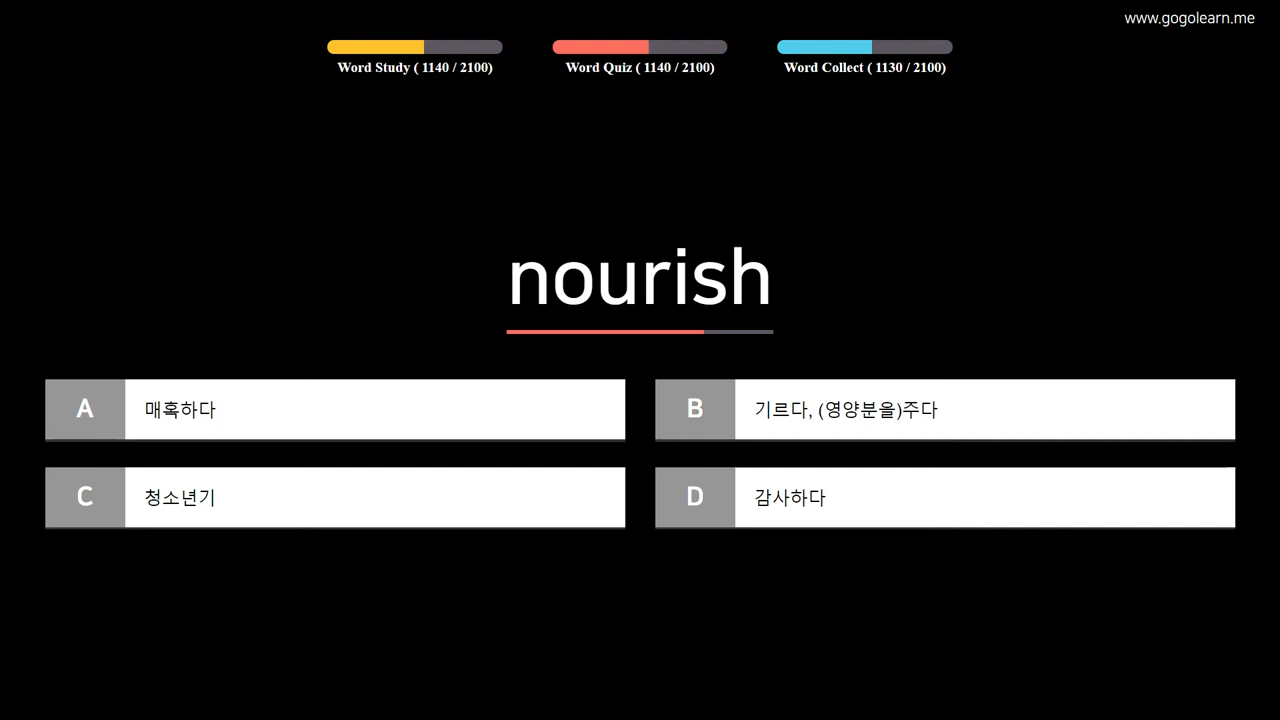 www.gogolearn.me
Word Study ( 1140 / 2100)
Word Quiz ( 1140 / 2100)
Word Collect ( 1130 / 2100)
nourish
A 매혹하다
B 기르다, (영양분을)주다
C 청소년기
D 감사하다